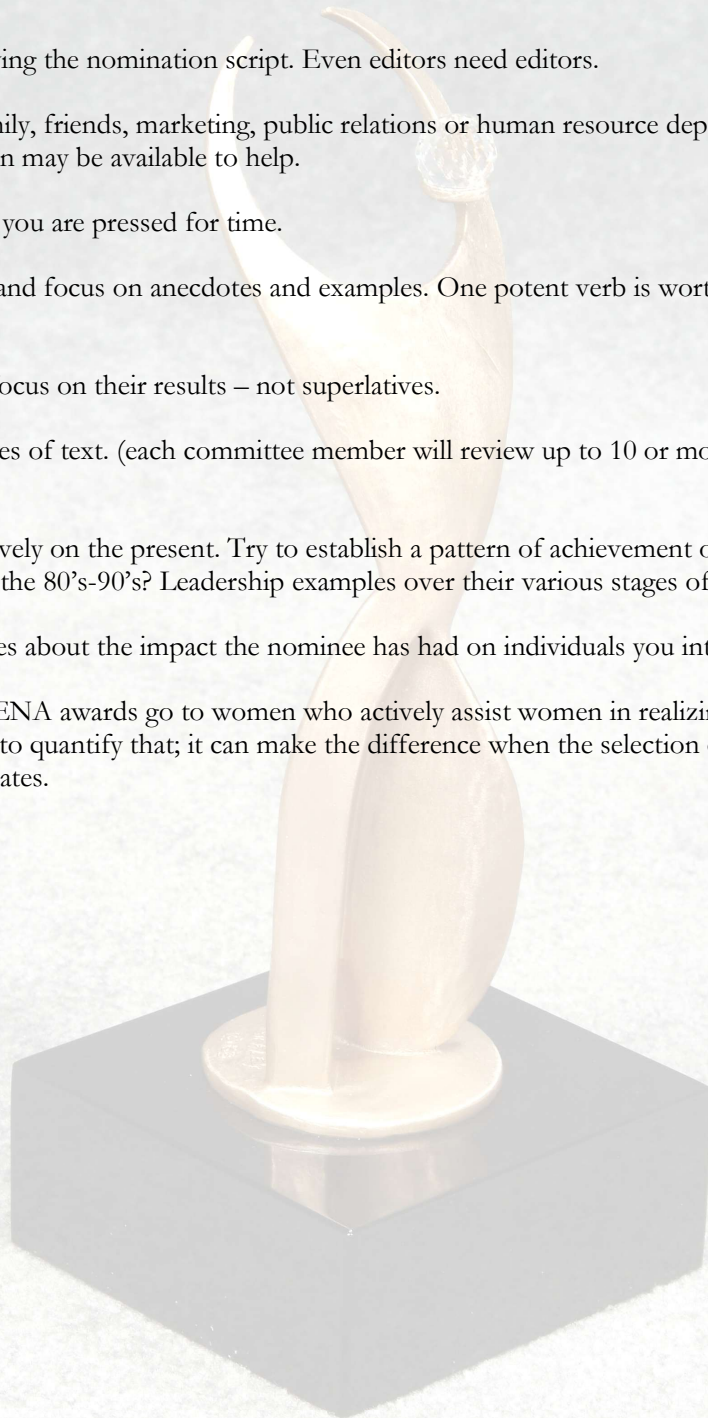 ing the nomination script. Even editors need editors.
ily, friends, marketing, public relations or human resource dep
n may be available to help.
you are pressed for time.
and focus on anecdotes and examples. One potent verb is wort
ocus on their results – not superlatives.
es of text. (each committee member will review up to 10 or mo
vely on the present. Try to establish a pattern of achievement o
the 80’s-90’s? Leadership examples over their various stages of
es about the impact the nominee has had on individuals you int
ENA awards go to women who actively assist women in realizin
to quantify that; it can make the difference when the selection
ates.